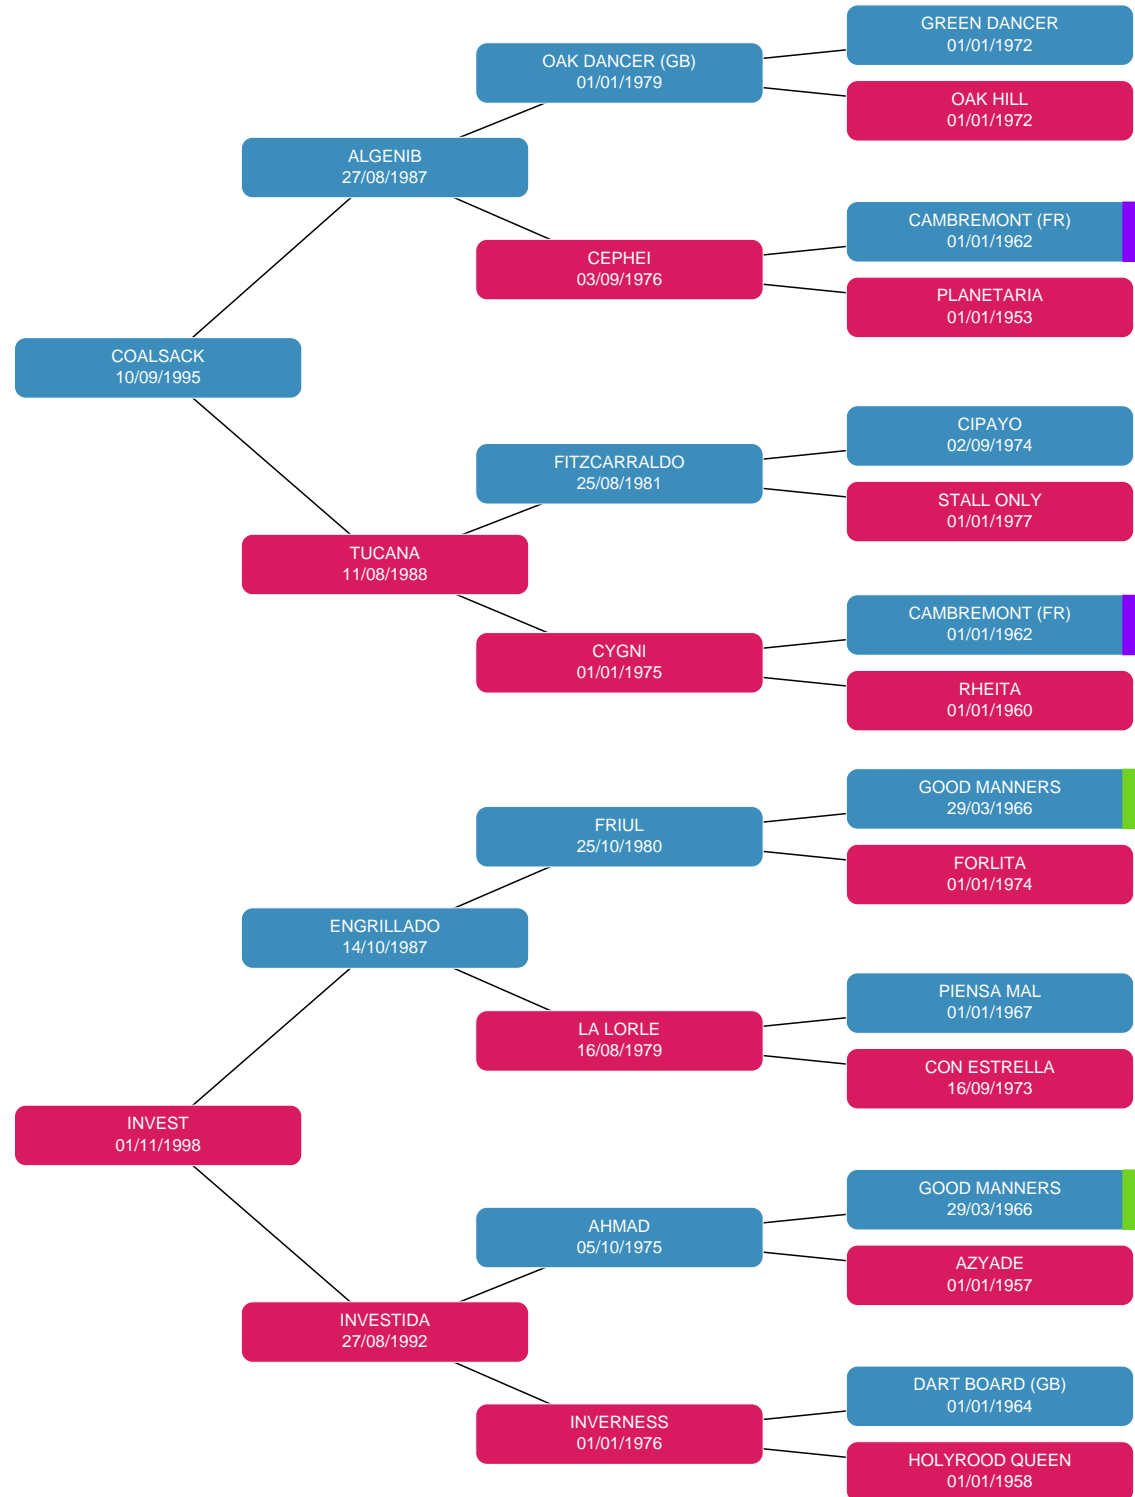 GREEN DANCER
01/01/1972
OAK DANCER (GB)
01/01/1979
OAK HILL
01/01/1972
ALGENIB
27/08/1987
CAMBREMONT (FR)
01/01/1962
CEPHEI
03/09/1976
PLANETARIA
01/01/1953
COALSACK
10/09/1995
CIPAYO
02/09/1974
FITZCARRALDO
25/08/1981
STALL ONLY
01/01/1977
TUCANA
11/08/1988
CAMBREMONT (FR)
01/01/1962
CYGNI
01/01/1975
RHEITA
01/01/1960
GOOD MANNERS
29/03/1966
FRIUL
25/10/1980
FORLITA
01/01/1974
ENGRILLADO
14/10/1987
PIENSA MAL
01/01/1967
LA LORLE
16/08/1979
CON ESTRELLA
16/09/1973
INVEST
01/11/1998
GOOD MANNERS
29/03/1966
AHMAD
05/10/1975
AZYADE
01/01/1957
INVESTIDA
27/08/1992
DART BOARD (GB)
01/01/1964
INVERNESS
01/01/1976
HOLYROOD QUEEN
01/01/1958